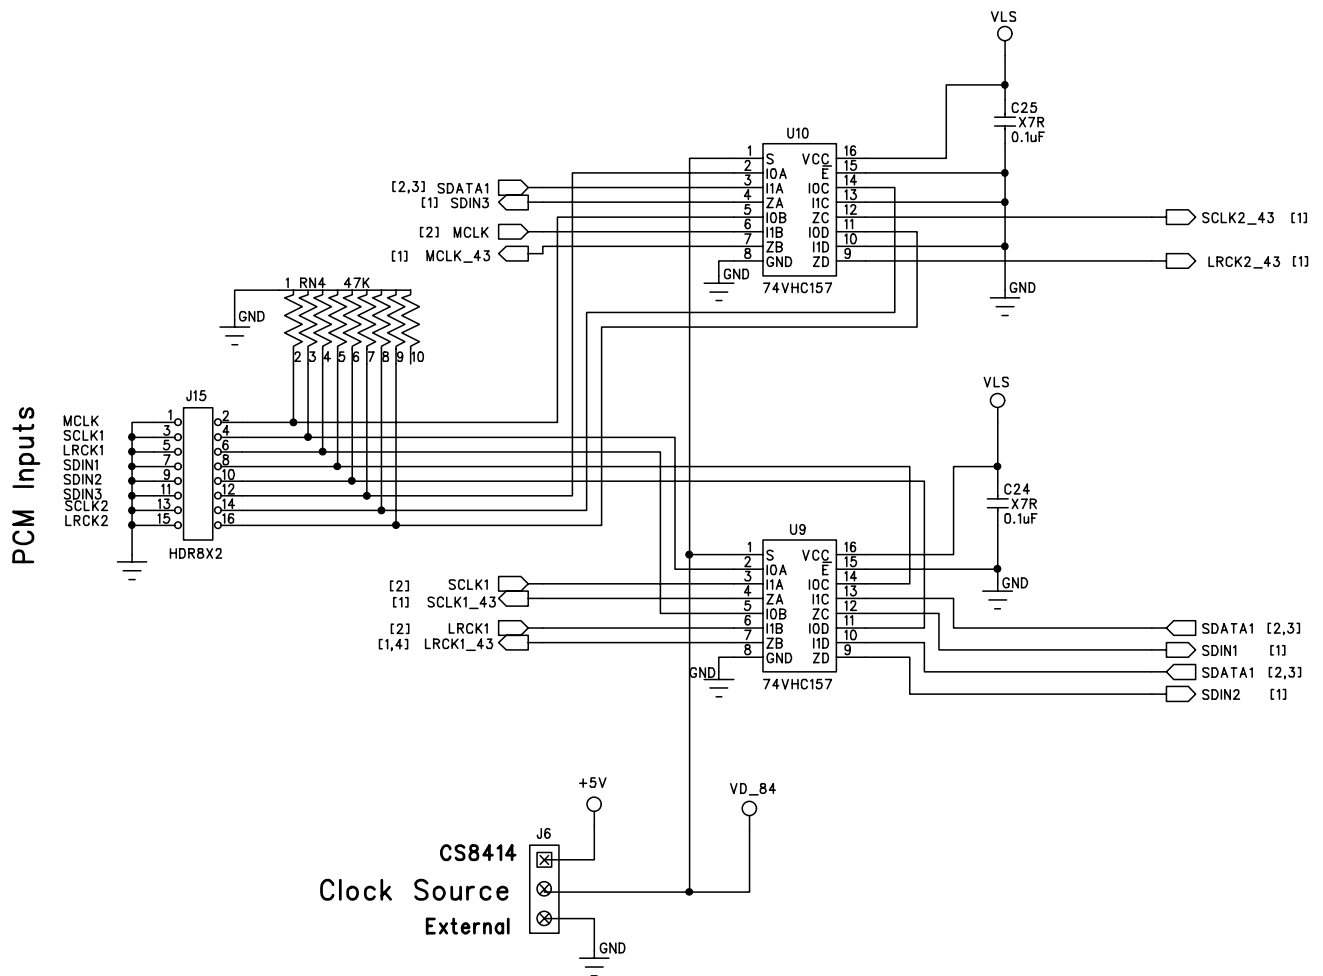 VLS
C25
X7R
0.1uF
U10
1 S VCC 16
2 I0A E 15
3 I1A I0C 14
4 ZA I1C 13
5 I0B ZC 12
6 I1B I0D 11
7 ZB I1D 10
8 GND ZD 9
74VHC157
[2,3] SDATA1
[1] SDIN3
[2] MCLK
[1] MCLK_43
GND
SCLK2_43 [1]
LRCK2_43 [1]
GND
1 RN4 47K
GND
2 3 4 5 6 7 8 9 10
PCM Inputs
J15
MCLK 1 2
SCLK1 3 4
LRCK1 5 6
SDIN1 7 8
SDIN2 9 10
SDIN3 11 12
SCLK2 13 14
LRCK2 15 16
HDR8X2
VLS
C24
X7R
0.1uF
GND
U9
1 S VCC 16
2 I0A E 15
3 I1A I0C 14
4 ZA I1C 13
5 I0B ZC 12
6 I1B I0D 11
7 ZB I1D 10
8 GND ZD 9
74VHC157
[2] SCLK1
[1] SCLK1_43
[2] LRCK1
[1,4] LRCK1_43
GND
SDATA1 [2,3]
SDIN1 [1]
SDATA1 [2,3]
SDIN2 [1]
+5V
VD_84
J6
CS8414
Clock Source
External
GND